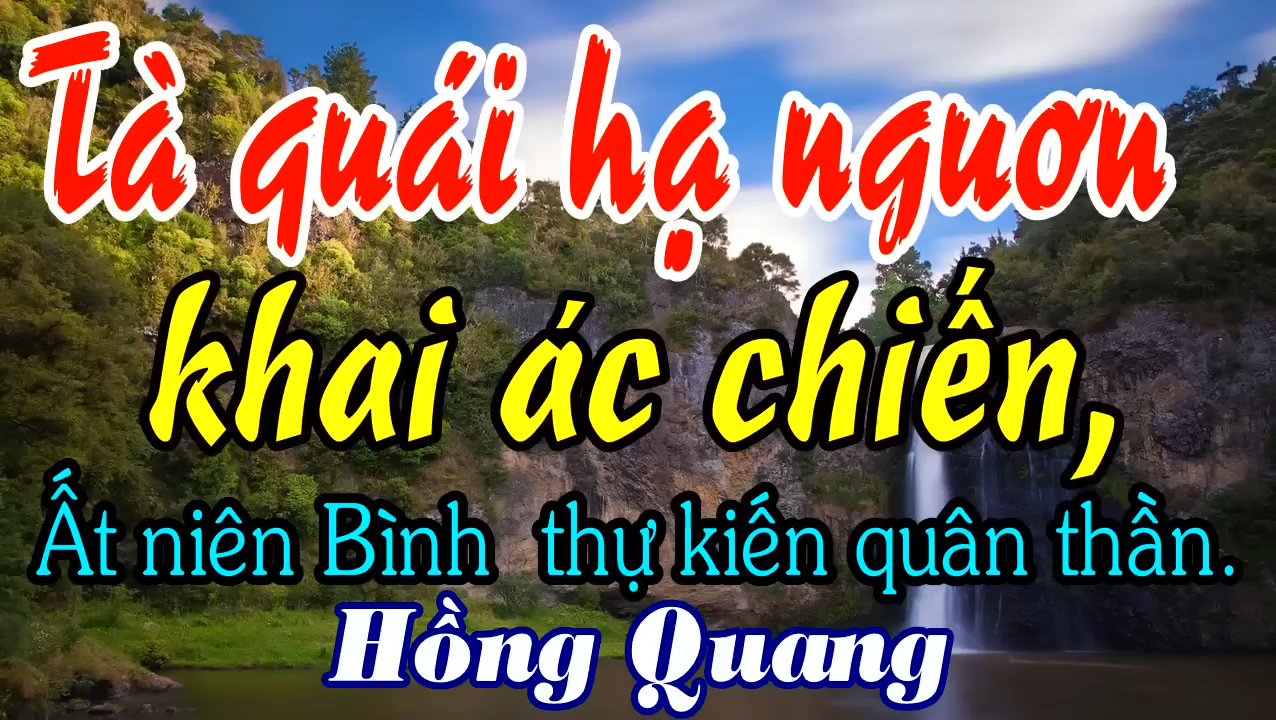 Tà quái hạ nguơn
khai ác chiến,
Ất niên Bình thự kiến quân thần.
Hồng Quang